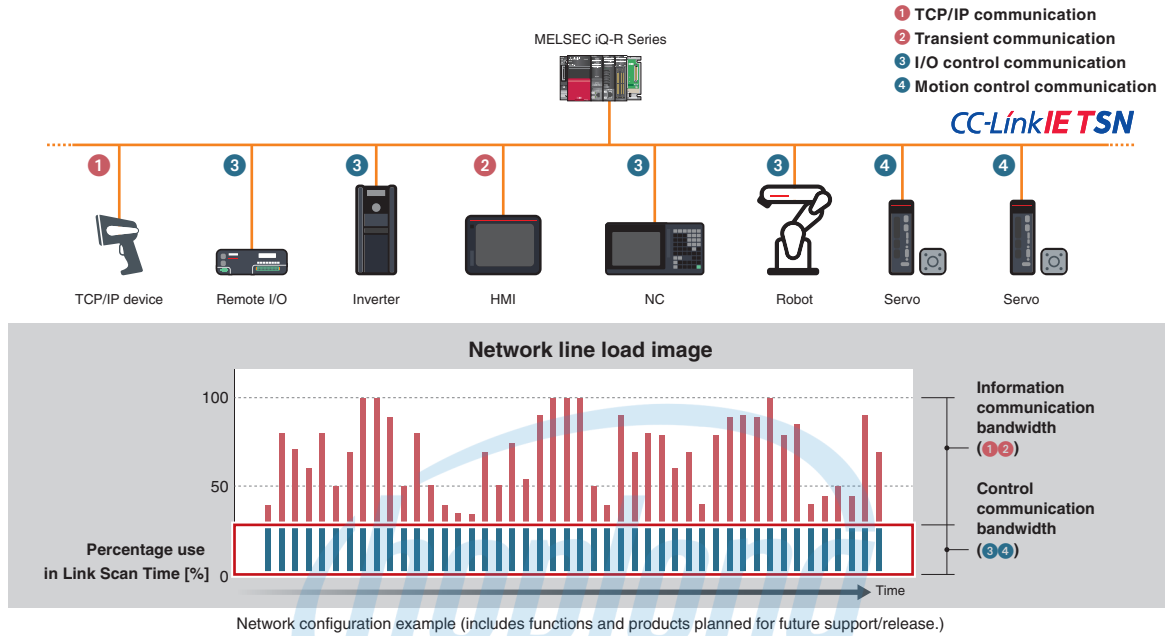 MELSEC iQ-R Series
1 TCP/IP communication
2 Transient communication
3 I/O control communication
4 Motion control communication
CC-Link IE TSN
1 3 3 2 3 3 4 4
TCP/IP device Remote I/O Inverter HMI NC Robot Servo Servo
Network line load image
100
50
0
Percentage use
in Link Scan Time [%]
Time
Information
communication
bandwidth
(1 2)
Control
communication
bandwidth
(3 4)
Network configuration example (includes functions and products planned for future support/release.)